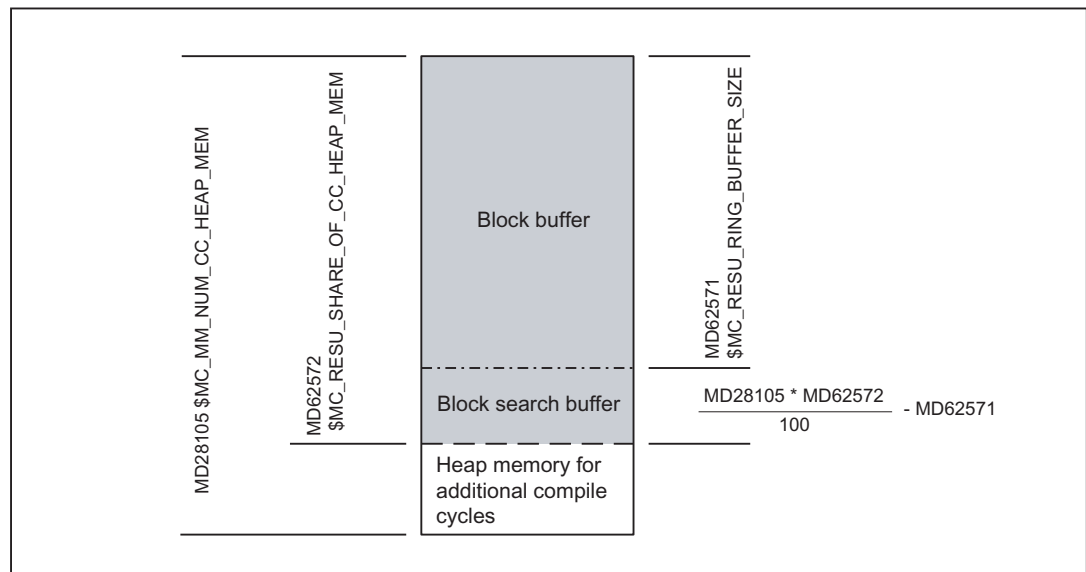 MD28105 $MC_MM_NUM_CC_HEAP_MEM
MD62572
$MC_RESU_SHARE_OF_CC_HEAP_MEM
Block buffer
Block search buffer
Heap memory for
additional compile
cycles
MD62571
$MC_RESU_RING_BUFFER_SIZE
MD28105 * MD62572
100
- MD62571